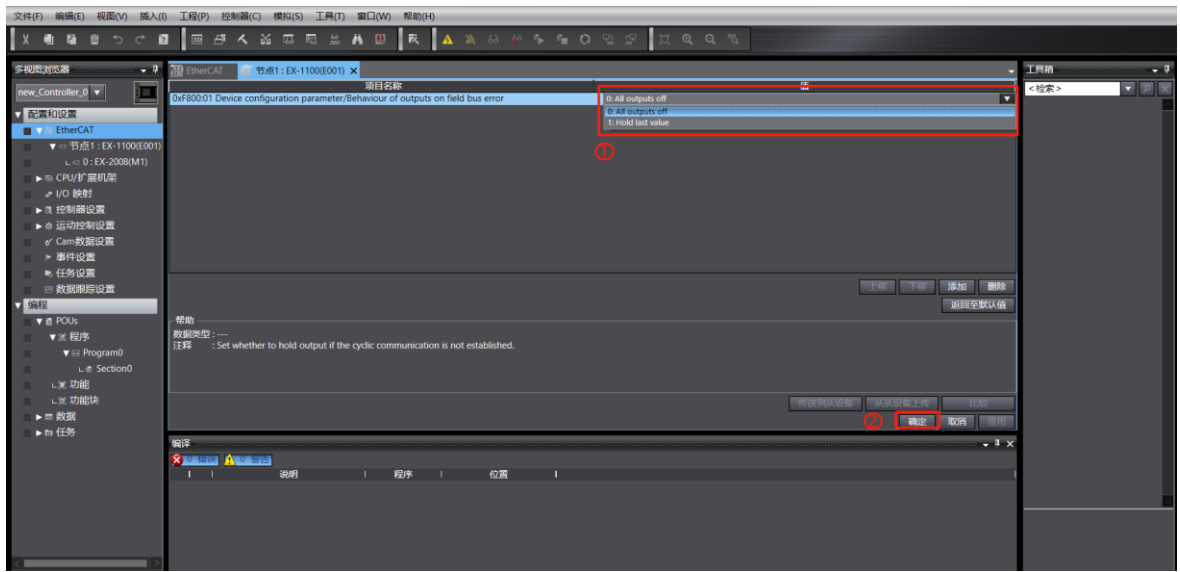 文件(F) 编辑(E) 视图(V) 插入(I) 工程(P) 控制器(C) 模拟(S) 工具(T) 窗口(W) 帮助(H)
多视图浏览器
new_Controller_0
配置和设置
EtherCAT
节点1 : EX-1100(E001)
0 : EX-2008(M1)
CPU/扩展机架
I/O 映射
控制器设置
运动控制设置
Cam数据设置
事件设置
任务设置
数据跟踪设置
编程
POUs
程序
Program0
Section0
功能
功能块
数据
任务
EtherCAT 节点1 : EX-1100(E001)
项目名称 值
0xF800:01 Device configuration parameter/Behaviour of outputs on field bus error 0: All outputs off
0: All outputs off
1: Hold last value
①
上移 下移 添加 删除
返回至默认值
帮助
数据类型 : ---
注释 : Set whether to hold output if the cyclic communication is not established.
传送到从设备 从从设备上传 比较
② 确定 取消 应用
编译
0 错误 0 警告
说明 程序 位置
工具箱
<检索>